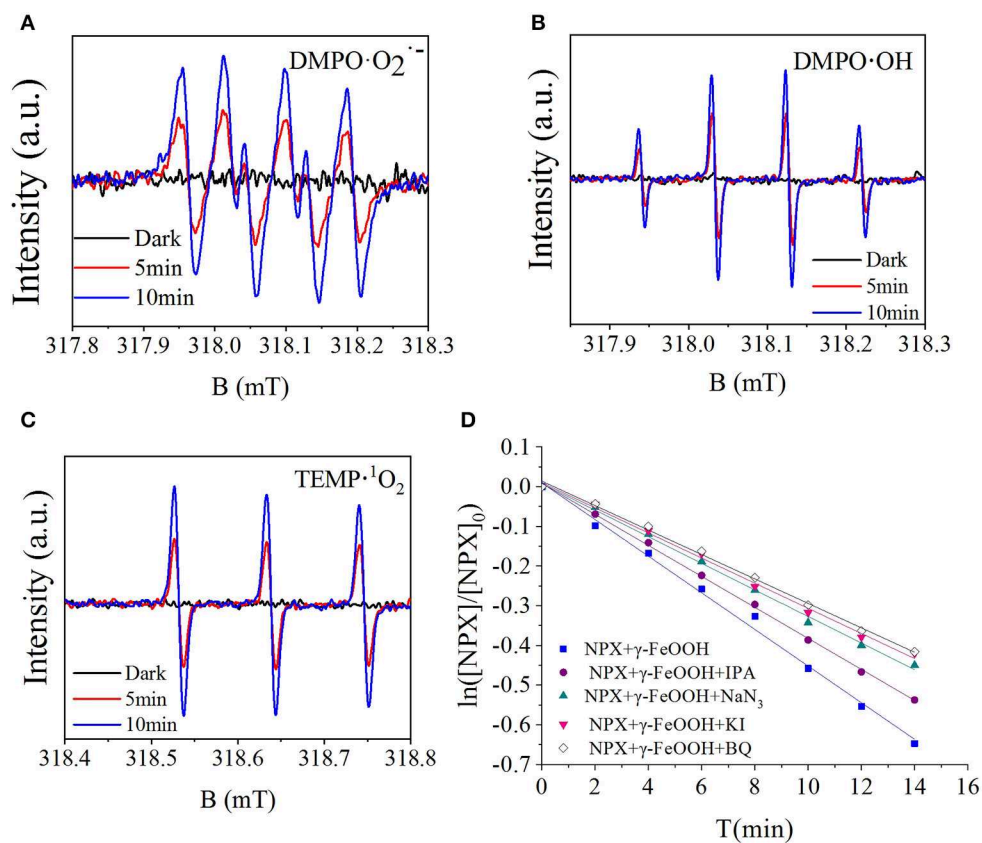 A
DMPO·O₂·⁻
Intensity (a.u.)
Dark
5min
10min
317.8 317.9 318.0 318.1 318.2 318.3
B (mT)
B
DMPO·OH
Intensity (a.u.)
Dark
5min
10min
317.9 318.0 318.1 318.2 318.3
B (mT)
C
TEMP·¹O₂
Intensity (a.u.)
Dark
5min
10min
318.4 318.5 318.6 318.7 318.8
B (mT)
D
ln([NPX]/[NPX]₀)
0.1
0.0
-0.1
-0.2
-0.3
-0.4
-0.5
-0.6
-0.7
NPX+γ-FeOOH
NPX+γ-FeOOH+IPA
NPX+γ-FeOOH+NaN₃
NPX+γ-FeOOH+KI
NPX+γ-FeOOH+BQ
0 2 4 6 8 10 12 14 16
T(min)